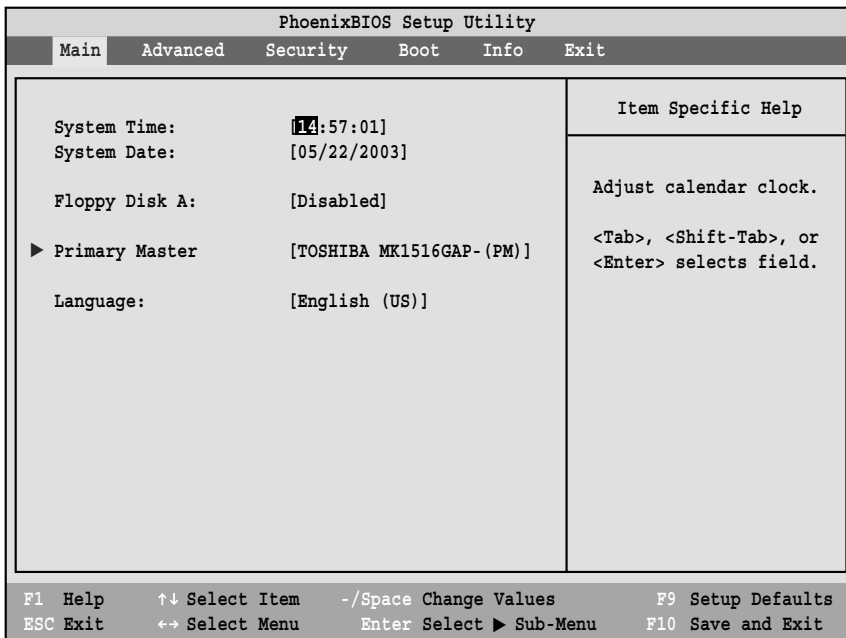 PhoenixBIOS Setup Utility
Main Advanced Security Boot Info Exit
System Time: [14:57:01]
System Date: [05/22/2003]
Floppy Disk A: [Disabled]
▶ Primary Master [TOSHIBA MK1516GAP-(PM)]
Language: [English (US)]
Item Specific Help
Adjust calendar clock.
<Tab>, <Shift-Tab>, or
<Enter> selects field.
F1 Help ↑↓ Select Item -/Space Change Values F9 Setup Defaults
ESC Exit ←→ Select Menu Enter Select ▶ Sub-Menu F10 Save and Exit